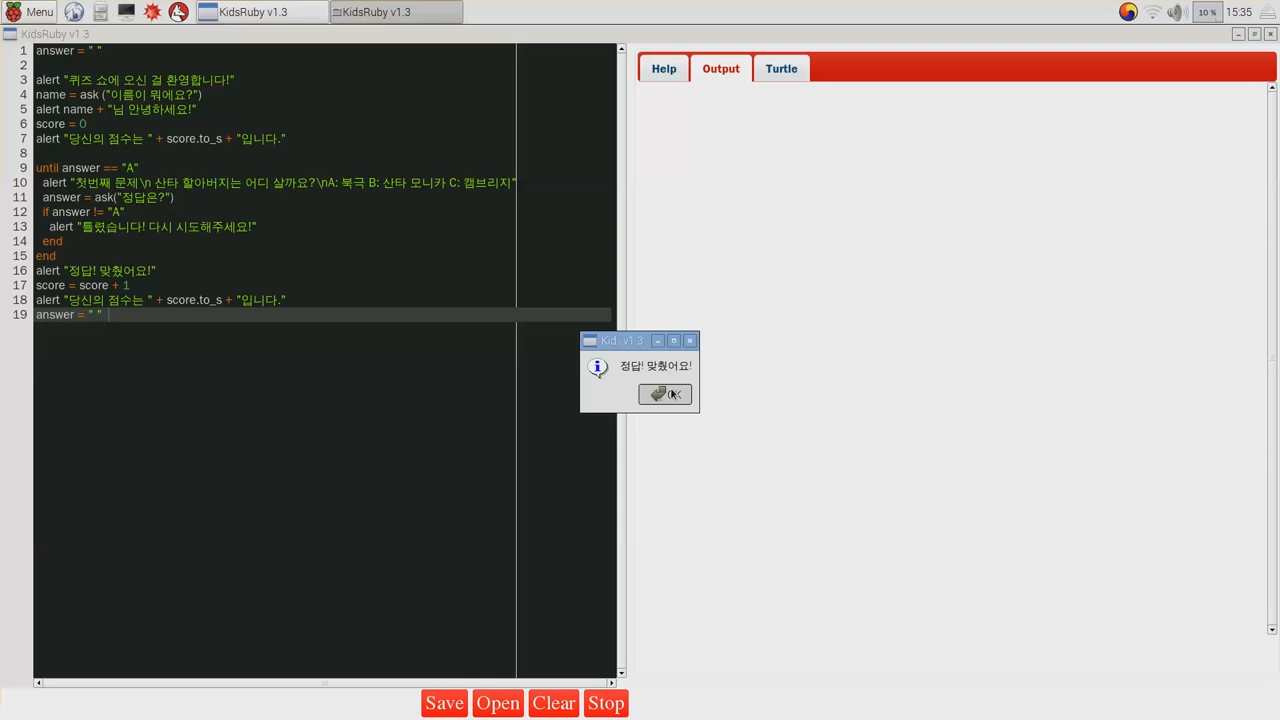 Menu KidsRuby v1.3 KidsRuby v1.3 10 % 15:35
KidsRuby v1.3
1 answer = " "
2
3 alert "퀴즈 쇼에 오신 걸 환영합니다!"
4 name = ask ("이름이 뭐에요?")
5 alert name + "님 안녕하세요!"
6 score = 0
7 alert "당신의 점수는 " + score.to_s + "입니다."
8
9 until answer == "A"
10 alert "첫번째 문제\n 산타 할아버지는 어디 살까요?\nA: 북극 B: 산타 모니카 C: 캠브리지"
11 answer = ask("정답은?")
12 if answer != "A"
13 alert "틀렸습니다! 다시 시도해주세요!"
14 end
15 end
16 alert "정답! 맞췄어요!"
17 score = score + 1
18 alert "당신의 점수는 " + score.to_s + "입니다."
19 answer = " "
Help Output Turtle
Kid v1.3
정답! 맞췄어요!
OK
Save Open Clear Stop